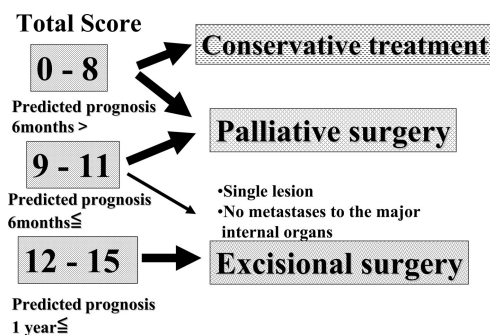 Total Score
0 - 8
Predicted prognosis
6months >
9 - 11
Predicted prognosis
6months≦
12 - 15
Predicted prognosis
1 year≦
Conservative treatment
Palliative surgery
•Single lesion
•No metastases to the major
internal organs
Excisional surgery